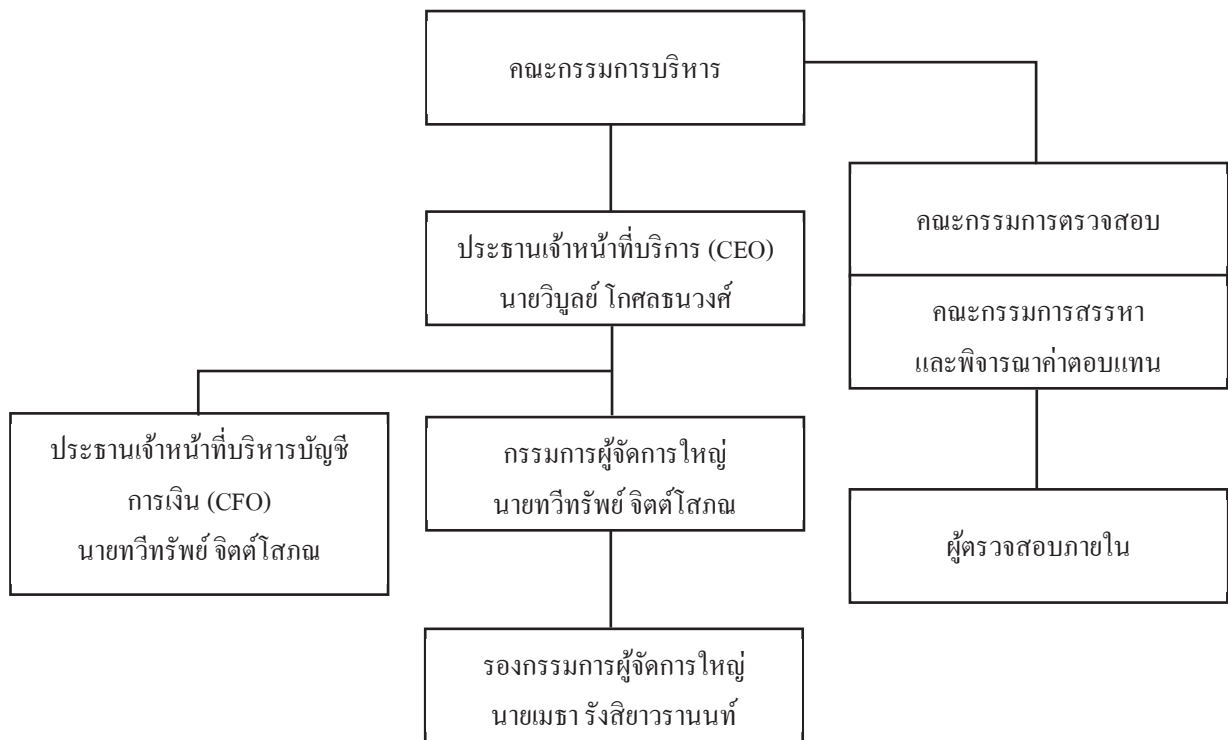 คณะกรรมการบริหาร
คณะกรรมการตรวจสอบ
ประธานเจ้าหน้าที่บริการ (CEO)
นายวิบูลย์ โกศลธนวงศ์
คณะกรรมการสรรหา
และพิจารณาค่าตอบแทน
ประธานเจ้าหน้าที่บริหารบัญชี
การเงิน (CFO)
นายทวีทรัพย์ จิตต์โสภณ
กรรมการผู้จัดการใหญ่
นายทวีทรัพย์ จิตต์โสภณ
ผู้ตรวจสอบภายใน
รองกรรมการผู้จัดการใหญ่
นายเมธา รังสิยาวรานนท์